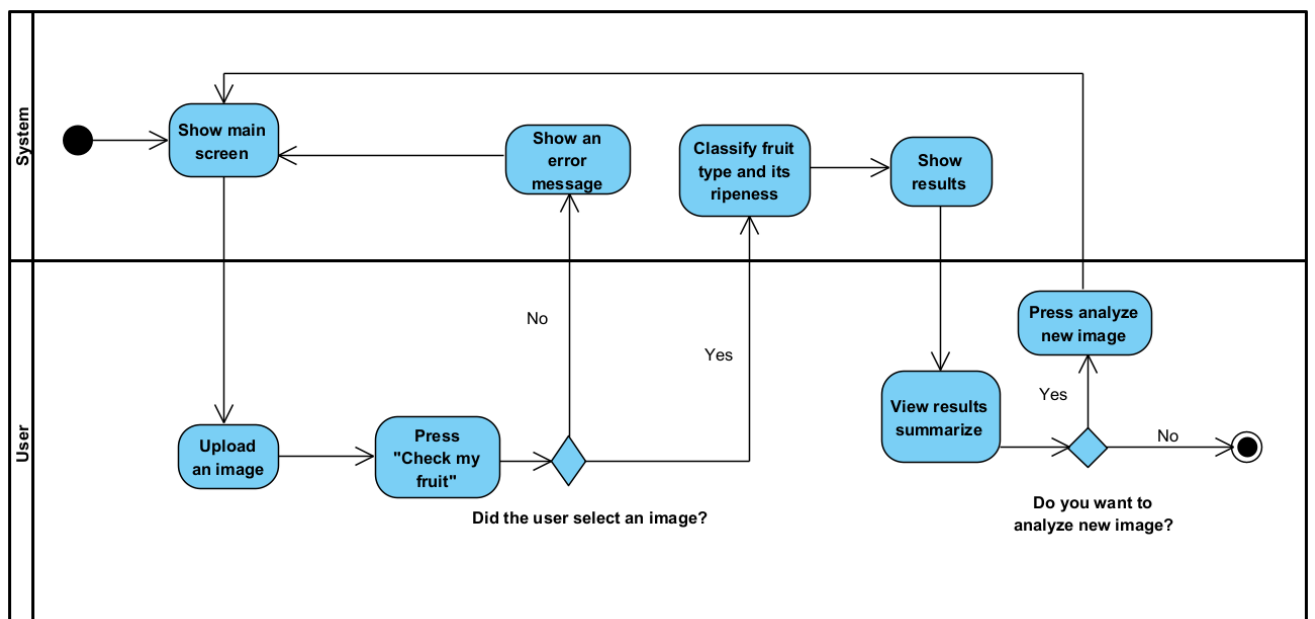 System
Show main
screen
Show an
error
message
Classify fruit
type and its
ripeness
Show
results
User
Upload
an image
Press
"Check my
fruit"
No
Yes
Did the user select an image?
View results
summarize
Press analyze
new image
Yes
No
Do you want to
analyze new image?